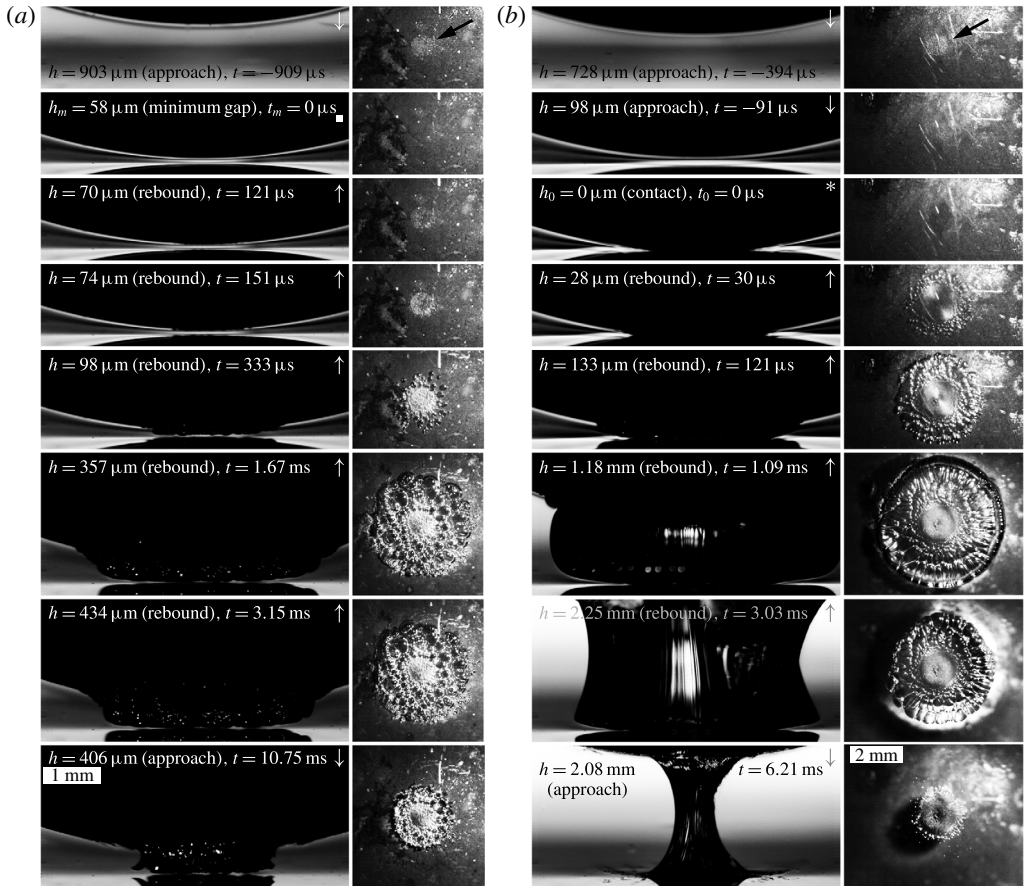 (a)
h = 903 μm (approach), t = −909 μs
hₘ = 58 μm (minimum gap), tₘ = 0 μs
h = 70 μm (rebound), t = 121 μs
h = 74 μm (rebound), t = 151 μs
h = 98 μm (rebound), t = 333 μs
h = 357 μm (rebound), t = 1.67 ms
h = 434 μm (rebound), t = 3.15 ms
h = 406 μm (approach), t = 10.75 ms
1 mm
(b)
h = 728 μm (approach), t = −394 μs
h = 98 μm (approach), t = −91 μs
h₀ = 0 μm (contact), t₀ = 0 μs
*
h = 28 μm (rebound), t = 30 μs
h = 133 μm (rebound), t = 121 μs
h = 1.18 mm (rebound), t = 1.09 ms
h = 2.25 mm (rebound), t = 3.03 ms
h = 2.08 mm
(approach)
t = 6.21 ms
2 mm